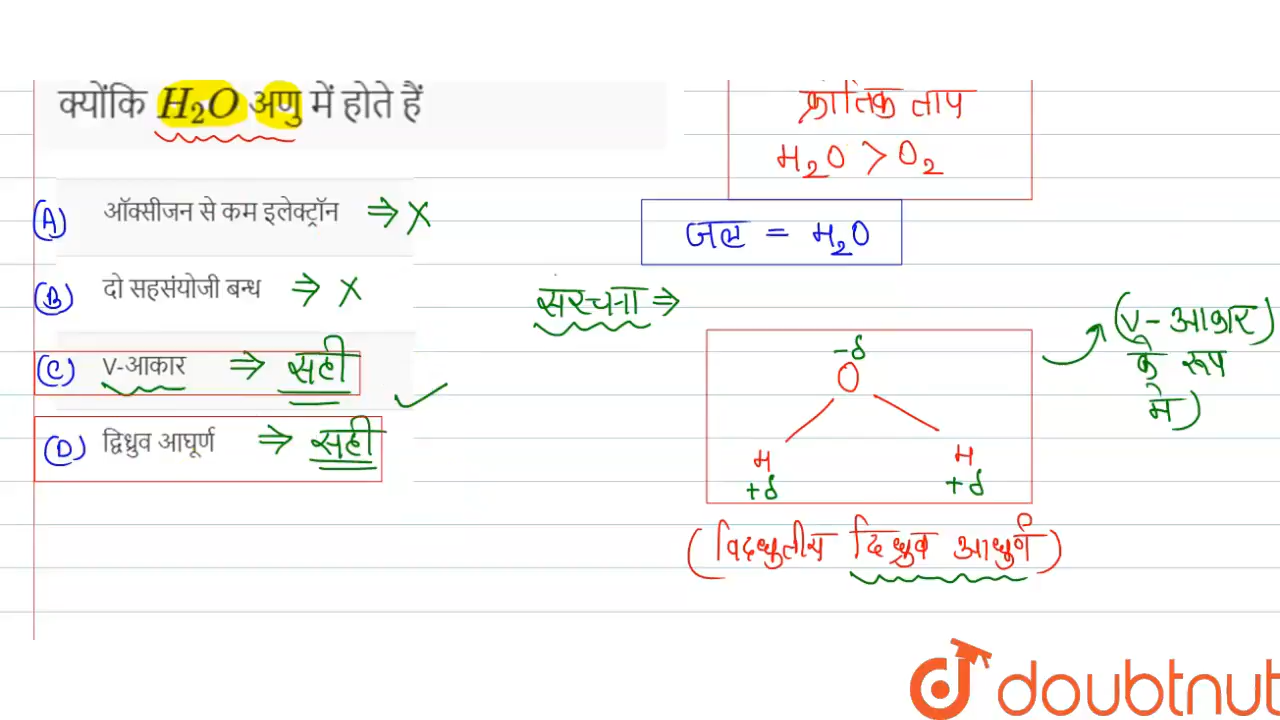 क्योंकि H₂O अणु में होते हैं
(A) ऑक्सीजन से कम इलेक्ट्रॉन ⇒ X
(B) दो सहसंयोजी बन्ध ⇒ X
(C) V-आकार ⇒ सही ✓
(D) द्विध्रुव आघूर्ण ⇒ सही
क्रांतिक ताप
H₂O > O₂
जल = H₂O
संरचना ⇒
-δ
O
H H
+δ +δ
(V- आकार)
के रूप
मे)
(विद्युतीय द्विध्रुव आघुर्ण)
doubtnut